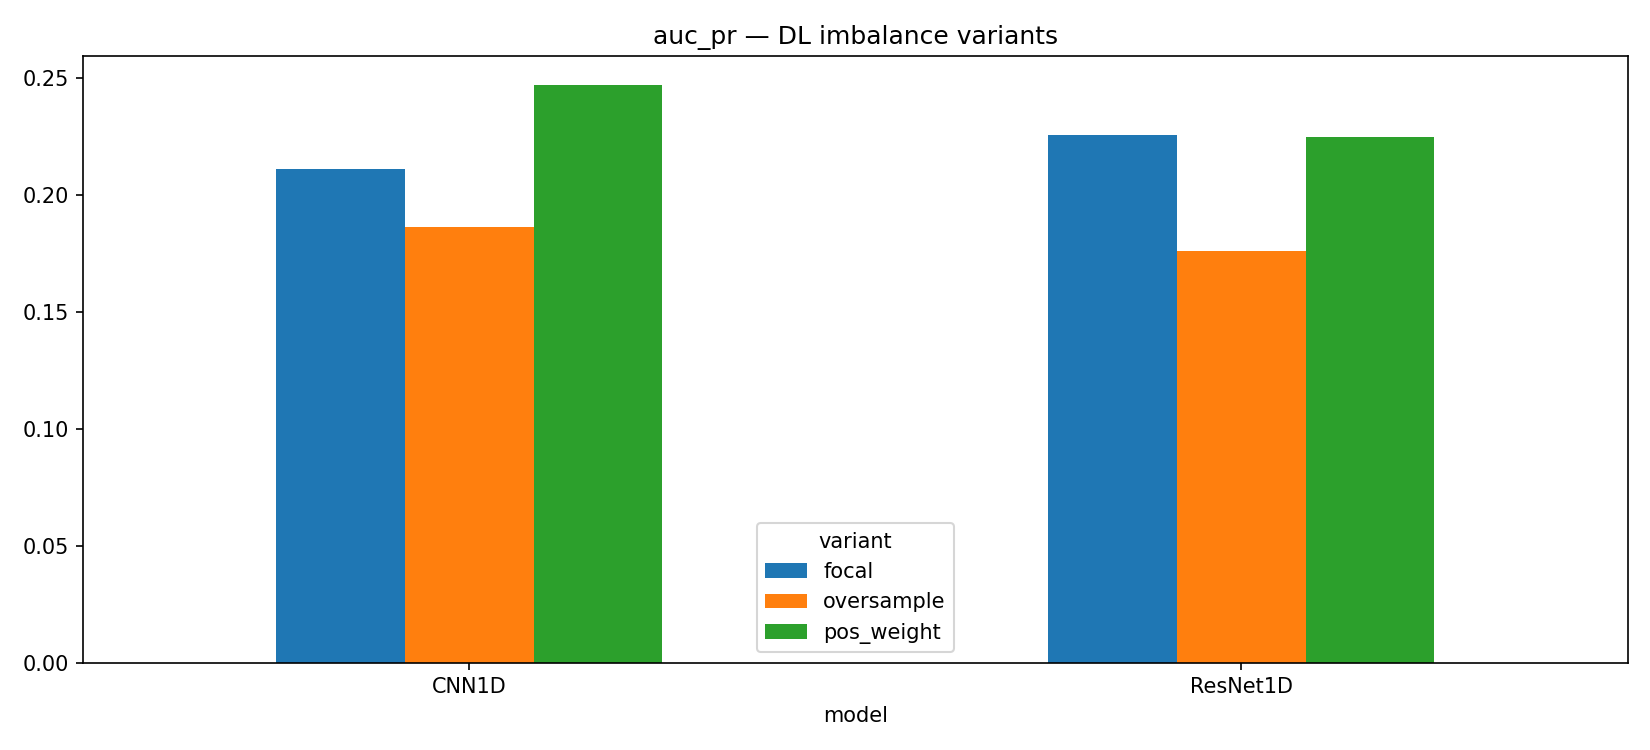 auc_pr — DL imbalance variants
0.25
0.20
0.15
0.10
0.05
0.00
variant
focal
oversample
pos_weight
CNN1D
ResNet1D
model